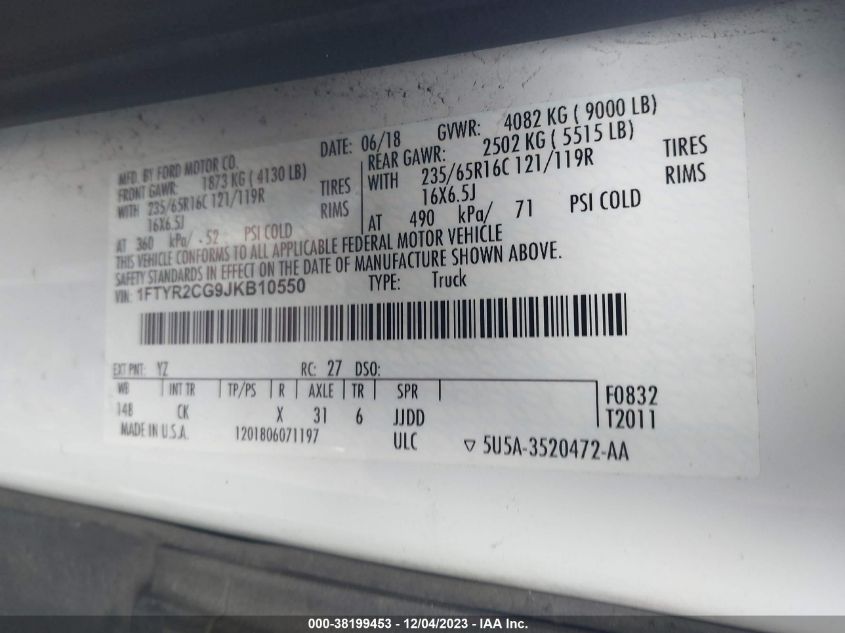 MFD. BY FORD MOTOR CO.
DATE: 06/18 GVWR: 4082 KG ( 9000 LB)
FRONT GAWR: 1873 KG ( 4130 LB)
REAR GAWR: 2502 KG ( 5515 LB)
WITH 235/65R16C 121/119R TIRES
WITH 235/65R16C 121/119R TIRES
16X6.5J RIMS
16X6.5J RIMS
AT 360 kPa/ 52 PSI COLD
AT 490 kPa/ 71 PSI COLD
THIS VEHICLE CONFORMS TO ALL APPLICABLE FEDERAL MOTOR VEHICLE
SAFETY STANDARDS IN EFFECT ON THE DATE OF MANUFACTURE SHOWN ABOVE.
VIN: 1FTYR2CG9JKB10550 TYPE: Truck
EXT PNT: YZ RC: 27 DSO:
WB INT TR TP/PS R AXLE TR SPR
148 CK X 31 6 JJDD
F0832
T2011
MADE IN U.S.A. 1201806071197 ULC ▽ 5U5A-3520472-AA
000-38199453 - 12/04/2023 - IAA Inc.